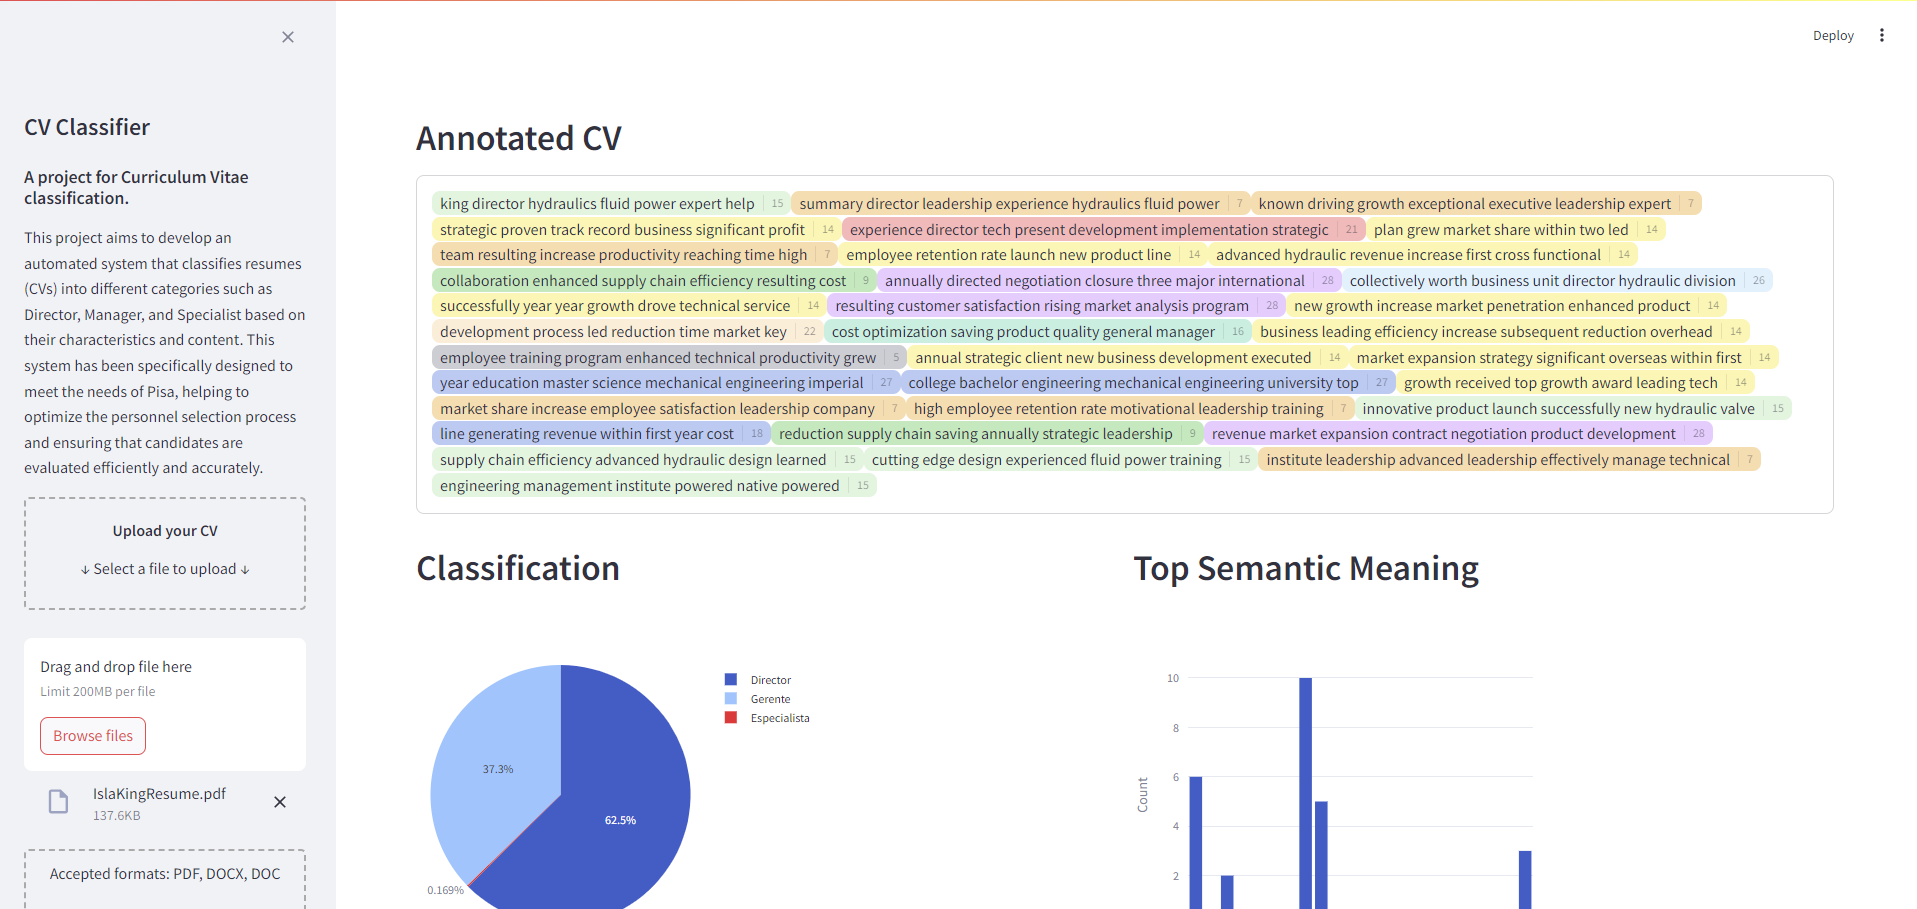 Deploy
CV Classifier
A project for Curriculum Vitae
classification.
This project aims to develop an
automated system that classifies resumes
(CVs) into different categories such as
Director, Manager, and Specialist based on
their characteristics and content. This
system has been specifically designed to
meet the needs of Pisa, helping to
optimize the personnel selection process
and ensuring that candidates are
evaluated efficiently and accurately.
Upload your CV
↓ Select a file to upload ↓
Drag and drop file here
Limit 200MB per file
Browse files
IslaKingResume.pdf
137.6KB
Accepted formats: PDF, DOCX, DOC
Annotated CV
king director hydraulics fluid power expert help 15 summary director leadership experience hydraulics fluid power 7 known driving growth exceptional executive leadership expert 7
strategic proven track record business significant profit 14 experience director tech present development implementation strategic 21 plan grew market share within two led 14
team resulting increase productivity reaching time high 7 employee retention rate launch new product line 14 advanced hydraulic revenue increase first cross functional 14
collaboration enhanced supply chain efficiency resulting cost 9 annually directed negotiation closure three major international 28 collectively worth business unit director hydraulic division 26
successfully year year growth drove technical service 14 resulting customer satisfaction rising market analysis program 28 new growth increase market penetration enhanced product 14
development process led reduction time market key 22 cost optimization saving product quality general manager 16 business leading efficiency increase subsequent reduction overhead 14
employee training program enhanced technical productivity grew 5 annual strategic client new business development executed 14 market expansion strategy significant overseas within first 14
year education master science mechanical engineering imperial 27 college bachelor engineering mechanical engineering university top 27 growth received top growth award leading tech 14
market share increase employee satisfaction leadership company 7 high employee retention rate motivational leadership training 7 innovative product launch successfully new hydraulic valve 15
line generating revenue within first year cost 18 reduction supply chain saving annually strategic leadership 9 revenue market expansion contract negotiation product development 28
supply chain efficiency advanced hydraulic design learned 15 cutting edge design experienced fluid power training 15 institute leadership advanced leadership effectively manage technical 7
engineering management institute powered native powered 15
Classification
Director
Gerente
Especialista
37.3%
62.5%
0.169%
Top Semantic Meaning
10
8
6
4
2
Count